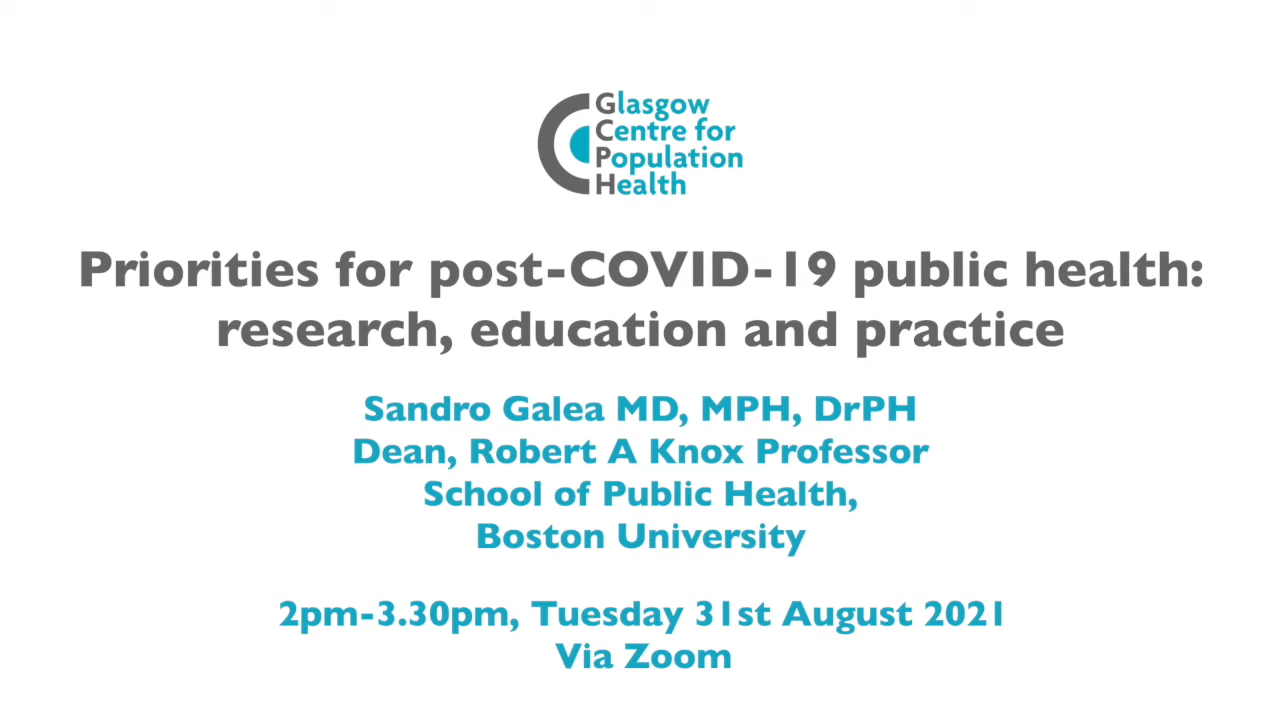 Glasgow
Centre for
Population
Health
Priorities for post-COVID-19 public health:
research, education and practice
Sandro Galea MD, MPH, DrPH
Dean, Robert A Knox Professor
School of Public Health,
Boston University
2pm-3.30pm, Tuesday 31st August 2021
Via Zoom